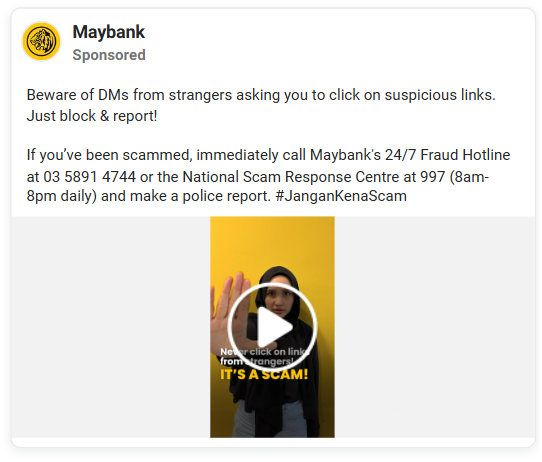 Maybank
Sponsored
Beware of DMs from strangers asking you to click on suspicious links.
Just block & report!
If you’ve been scammed, immediately call Maybank's 24/7 Fraud Hotline
at 03 5891 4744 or the National Scam Response Centre at 997 (8am-
8pm daily) and make a police report. #JanganKenaScam
Never click on links
from strangers!
IT'S A SCAM!